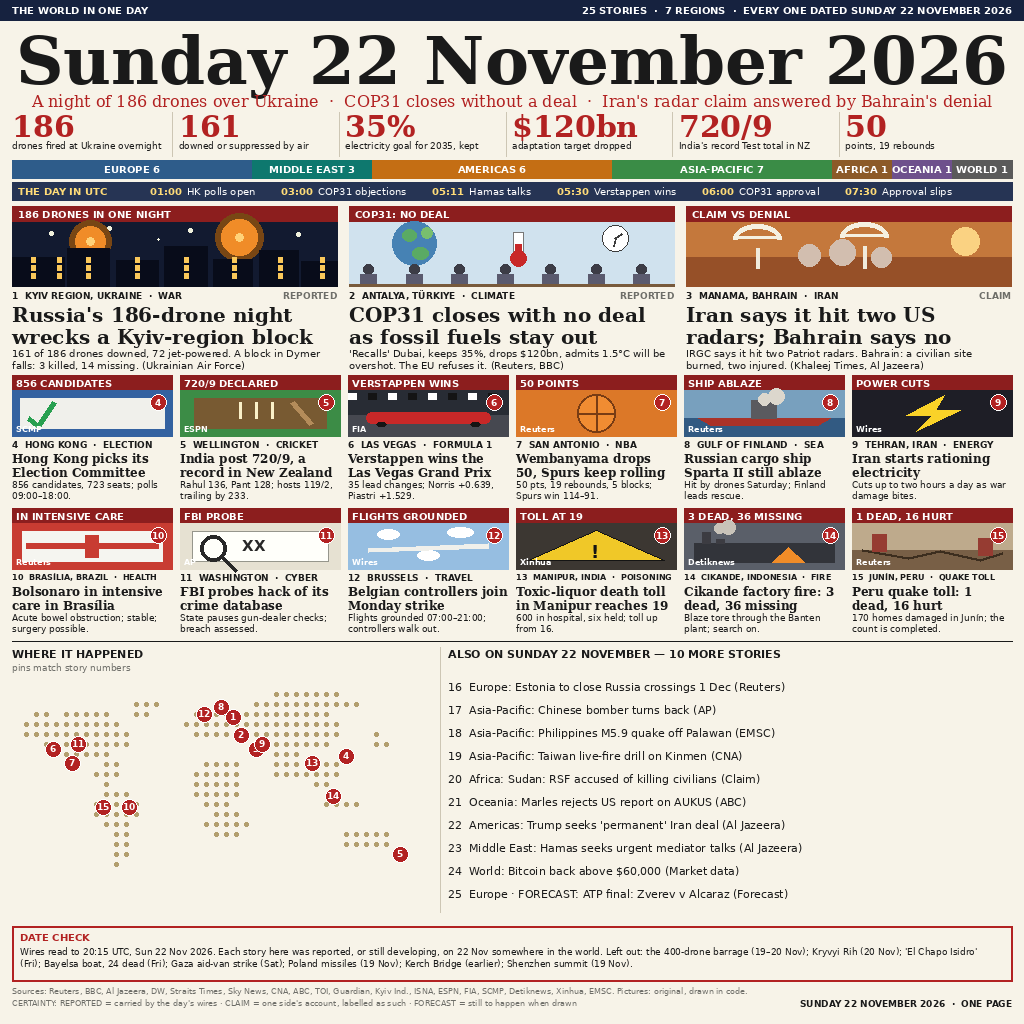 THE WORLD IN ONE DAY
25 STORIES · 7 REGIONS · EVERY ONE DATED SUNDAY 22 NOVEMBER 2026
Sunday 22 November 2026
A night of 186 drones over Ukraine · COP31 closes without a deal · Iran's radar claim answered by Bahrain's denial
186
drones fired at Ukraine overnight
161
downed or suppressed by air
35%
electricity goal for 2035, kept
$120bn
adaptation target dropped
720/9
India's record Test total in NZ
50
points, 19 rebounds
EUROPE 6
MIDDLE EAST 3
AMERICAS 6
ASIA-PACIFIC 7
AFRICA 1
OCEANIA 1
WORLD 1
THE DAY IN UTC
01:00 HK polls open
03:00 COP31 objections
05:11 Hamas talks
05:30 Verstappen wins
06:00 COP31 approval
07:30 Approval slips
186 DRONES IN ONE NIGHT
1 KYIV REGION, UKRAINE · WAR
REPORTED
Russia's 186-drone night
wrecks a Kyiv-region block
161 of 186 drones downed, 72 jet-powered. A block in Dymer
falls: 3 killed, 14 missing. (Ukrainian Air Force)
COP31: NO DEAL
2 ANTALYA, TÜRKIYE · CLIMATE
REPORTED
COP31 closes with no deal
as fossil fuels stay out
'Recalls' Dubai, keeps 35%, drops $120bn, admits 1.5°C will be
overshot. The EU refuses it. (Reuters, BBC)
CLAIM VS DENIAL
3 MANAMA, BAHRAIN · IRAN
CLAIM
Iran says it hit two US
radars; Bahrain says no
IRGC says it hit two Patriot radars. Bahrain: a civilian site
burned, two injured. (Khaleej Times, Al Jazeera)
856 CANDIDATES
4
SCMP
4 HONG KONG · ELECTION
Hong Kong picks its
Election Committee
856 candidates, 723 seats; polls
09:00–18:00.
720/9 DECLARED
5
ESPN
5 WELLINGTON · CRICKET
India post 720/9, a
record in New Zealand
Rahul 136, Pant 128; hosts 119/2,
trailing by 233.
VERSTAPPEN WINS
6
FIA
6 LAS VEGAS · FORMULA 1
Verstappen wins the
Las Vegas Grand Prix
35 lead changes; Norris +0.639,
Piastri +1.529.
50 POINTS
7
Reuters
7 SAN ANTONIO · NBA
Wembanyama drops
50, Spurs keep rolling
50 pts, 19 rebounds, 5 blocks;
Spurs win 114–91.
SHIP ABLAZE
8
Reuters
8 GULF OF FINLAND · SEA
Russian cargo ship
Sparta II still ablaze
Hit by drones Saturday; Finland
leads rescue.
POWER CUTS
9
Wires
9 TEHRAN, IRAN · ENERGY
Iran starts rationing
electricity
Cuts up to two hours a day as war
damage bites.
IN INTENSIVE CARE
10
Reuters
10 BRASÍLIA, BRAZIL · HEALTH
Bolsonaro in intensive
care in Brasília
Acute bowel obstruction; stable;
surgery possible.
FBI PROBE
XX
11
AP
11 WASHINGTON · CYBER
FBI probes hack of its
crime database
State pauses gun-dealer checks;
breach assessed.
FLIGHTS GROUNDED
12
Wires
12 BRUSSELS · TRAVEL
Belgian controllers join
Monday strike
Flights grounded 07:00–21:00;
controllers walk out.
TOLL AT 19
!
13
Xinhua
13 MANIPUR, INDIA · POISONING
Toxic-liquor death toll
in Manipur reaches 19
600 in hospital, six held; toll up
from 16.
3 DEAD, 36 MISSING
14
Detiknews
14 CIKANDE, INDONESIA · FIRE
Cikande factory fire: 3
dead, 36 missing
Blaze tore through the Banten
plant; search on.
1 DEAD, 16 HURT
15
Reuters
15 JUNÍN, PERU · QUAKE TOLL
Peru quake toll: 1
dead, 16 hurt
170 homes damaged in Junín; the
count is completed.
WHERE IT HAPPENED
pins match story numbers
12
8
1
2
9
6
11
7
4
13
14
15
10
5
ALSO ON SUNDAY 22 NOVEMBER — 10 MORE STORIES
16 Europe: Estonia to close Russia crossings 1 Dec (Reuters)
17 Asia-Pacific: Chinese bomber turns back (AP)
18 Asia-Pacific: Philippines M5.9 quake off Palawan (EMSC)
19 Asia-Pacific: Taiwan live-fire drill on Kinmen (CNA)
20 Africa: Sudan: RSF accused of killing civilians (Claim)
21 Oceania: Marles rejects US report on AUKUS (ABC)
22 Americas: Trump seeks 'permanent' Iran deal (Al Jazeera)
23 Middle East: Hamas seeks urgent mediator talks (Al Jazeera)
24 World: Bitcoin back above $60,000 (Market data)
25 Europe · FORECAST: ATP final: Zverev v Alcaraz (Forecast)
DATE CHECK
Wires read to 20:15 UTC, Sun 22 Nov 2026. Each story here was reported, or still developing, on 22 Nov somewhere in the world. Left out: the 400-drone barrage (19–20 Nov); Kryvyi Rih (20 Nov); 'El Chapo Isidro'
(Fri); Bayelsa boat, 24 dead (Fri); Gaza aid-van strike (Sat); Poland missiles (19 Nov); Kerch Bridge (earlier); Shenzhen summit (19 Nov).
Sources: Reuters, BBC, Al Jazeera, DW, Straits Times, Sky News, CNA, ABC, TOI, Guardian, Kyiv Ind., ISNA, ESPN, FIA, SCMP, Detiknews, Xinhua, EMSC. Pictures: original, drawn in code.
CERTAINTY: REPORTED = carried by the day's wires · CLAIM = one side's account, labelled as such · FORECAST = still to happen when drawn
SUNDAY 22 NOVEMBER 2026 · ONE PAGE